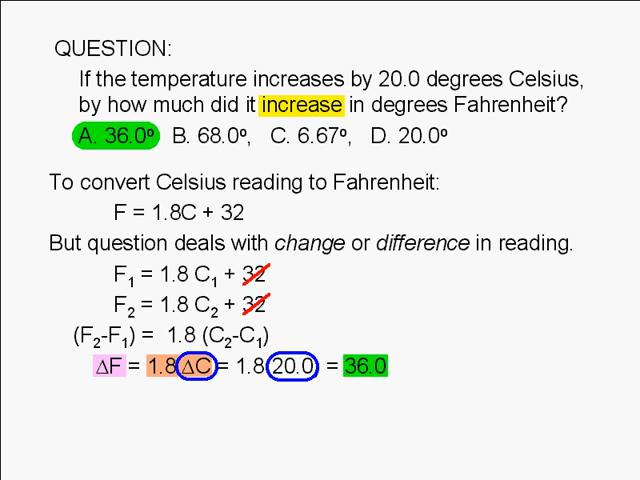 QUESTION:
If the temperature increases by 20.0 degrees Celsius,
by how much did it increase in degrees Fahrenheit?
A. 36.0º B. 68.0º, C. 6.67º, D. 20.0º
To convert Celsius reading to Fahrenheit:
F = 1.8C + 32
But question deals with change or difference in reading.
F₁ = 1.8 C₁ + 32
F₂ = 1.8 C₂ + 32
(F₂-F₁) = 1.8 (C₂-C₁)
∆F = 1.8 ∆C = 1.8 20.0 = 36.0